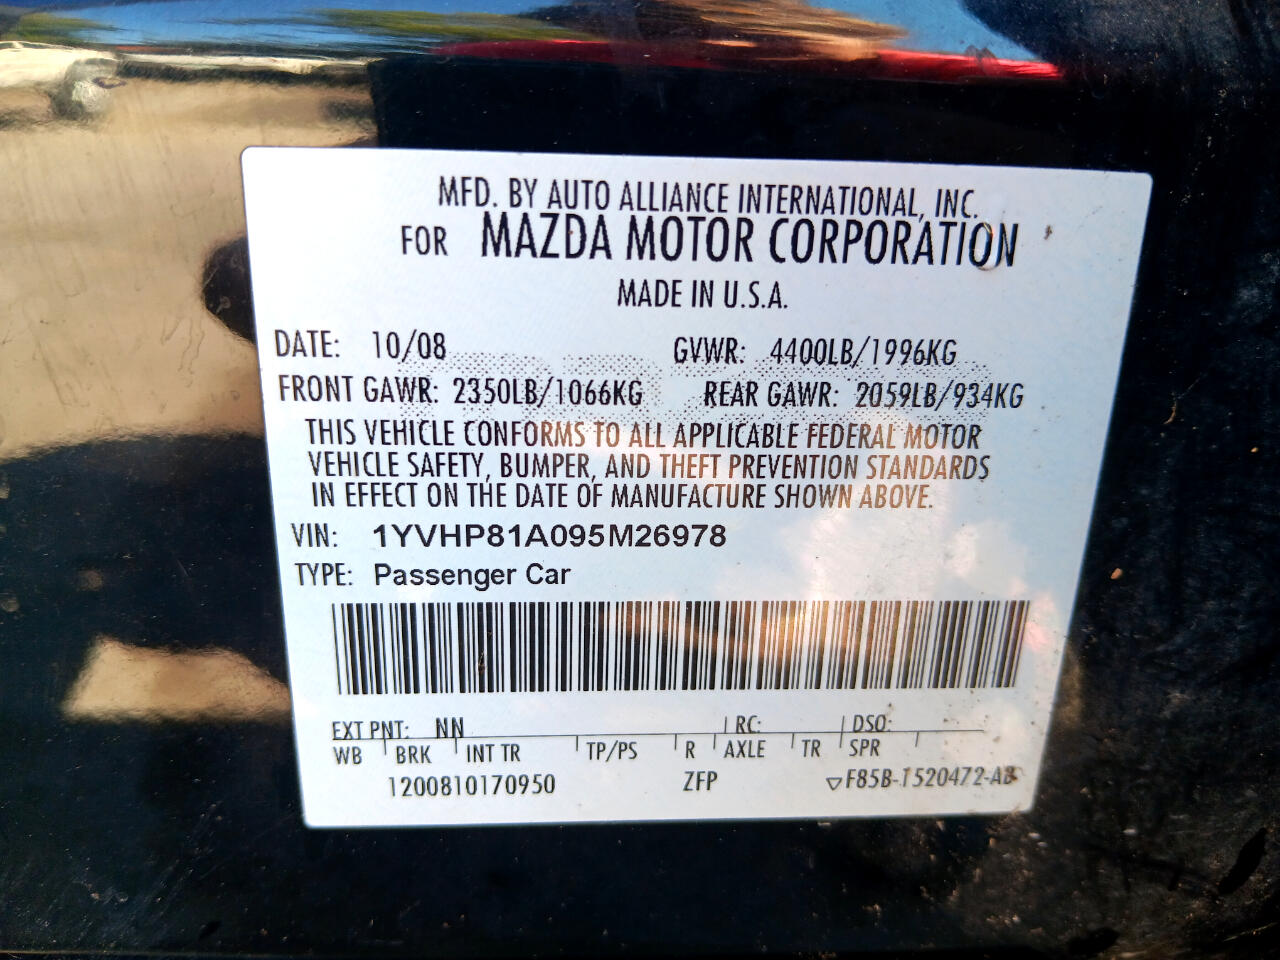 MFD. BY AUTO ALLIANCE INTERNATIONAL, INC.
FOR MAZDA MOTOR CORPORATION
MADE IN U.S.A.
DATE: 10/08 GVWR: 4400LB/1996KG
FRONT GAWR: 2350LB/1066KG REAR GAWR: 2059LB/934KG
THIS VEHICLE CONFORMS TO ALL APPLICABLE FEDERAL MOTOR
VEHICLE SAFETY, BUMPER, AND THEFT PREVENTION STANDARDS
IN EFFECT ON THE DATE OF MANUFACTURE SHOWN ABOVE.
VIN: 1YVHP81A095M26978
TYPE: Passenger Car
EXT PNT: NN RC: DSO:
WB BRK INT TR TP/PS R AXLE TR SPR
1200810170950 ZFP ▽F85B-1520472-AB